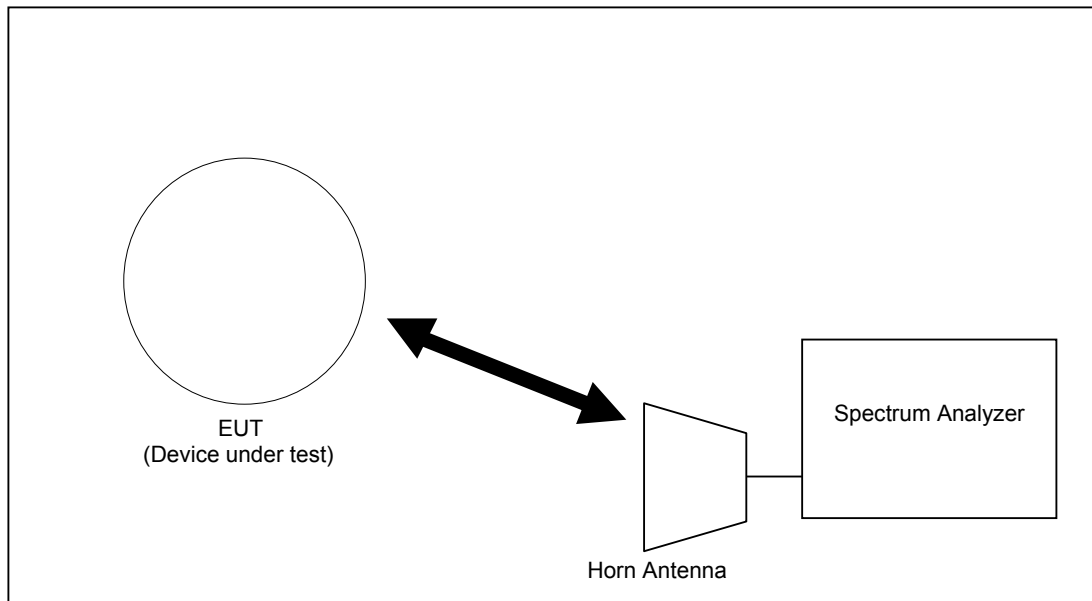 EUT
(Device under test)
Spectrum Analyzer
Horn Antenna